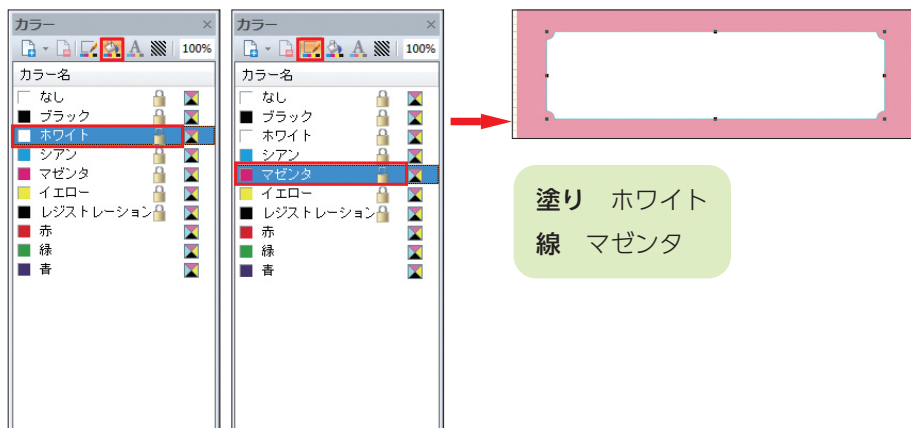 カラー
100%
カラー名
なし
ブラック
ホワイト
シアン
マゼンタ
イエロー
レジストレーション
赤
緑
青
カラー
100%
カラー名
なし
ブラック
ホワイト
シアン
マゼンタ
イエロー
レジストレーション
赤
緑
青
塗り ホワイト
線 マゼンタ